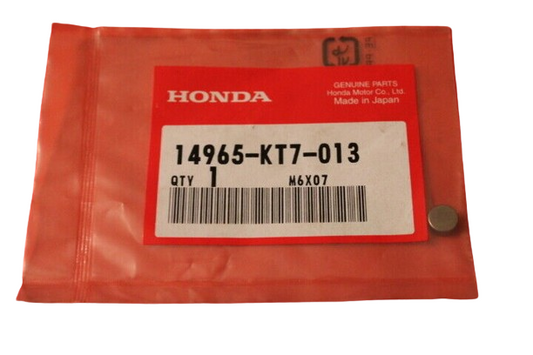 GENUINE PARTS
HONDA
Honda Motor Co., Ltd.
Made in Japan
14965-KT7-013
QTY 1 M6X07